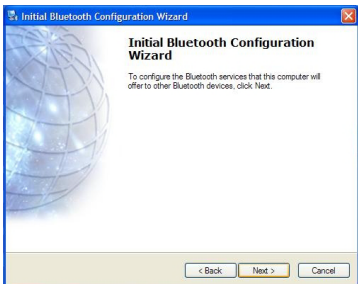 Initial Bluetooth Configuration Wizard
Initial Bluetooth Configuration
Wizard
To configure the Bluetooth services that this computer will
offer to other Bluetooth devices, click Next.
< Back Next > Cancel